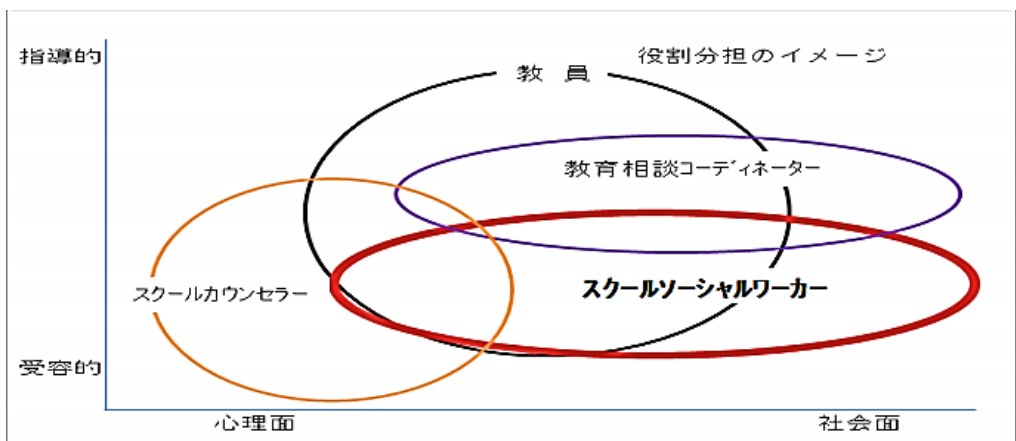 指導的
役割分担のイメージ
教 員
教育相談コーディネーター
スクールカウンセラー
スクールソーシャルワーカー
受容的
心理面
社会面